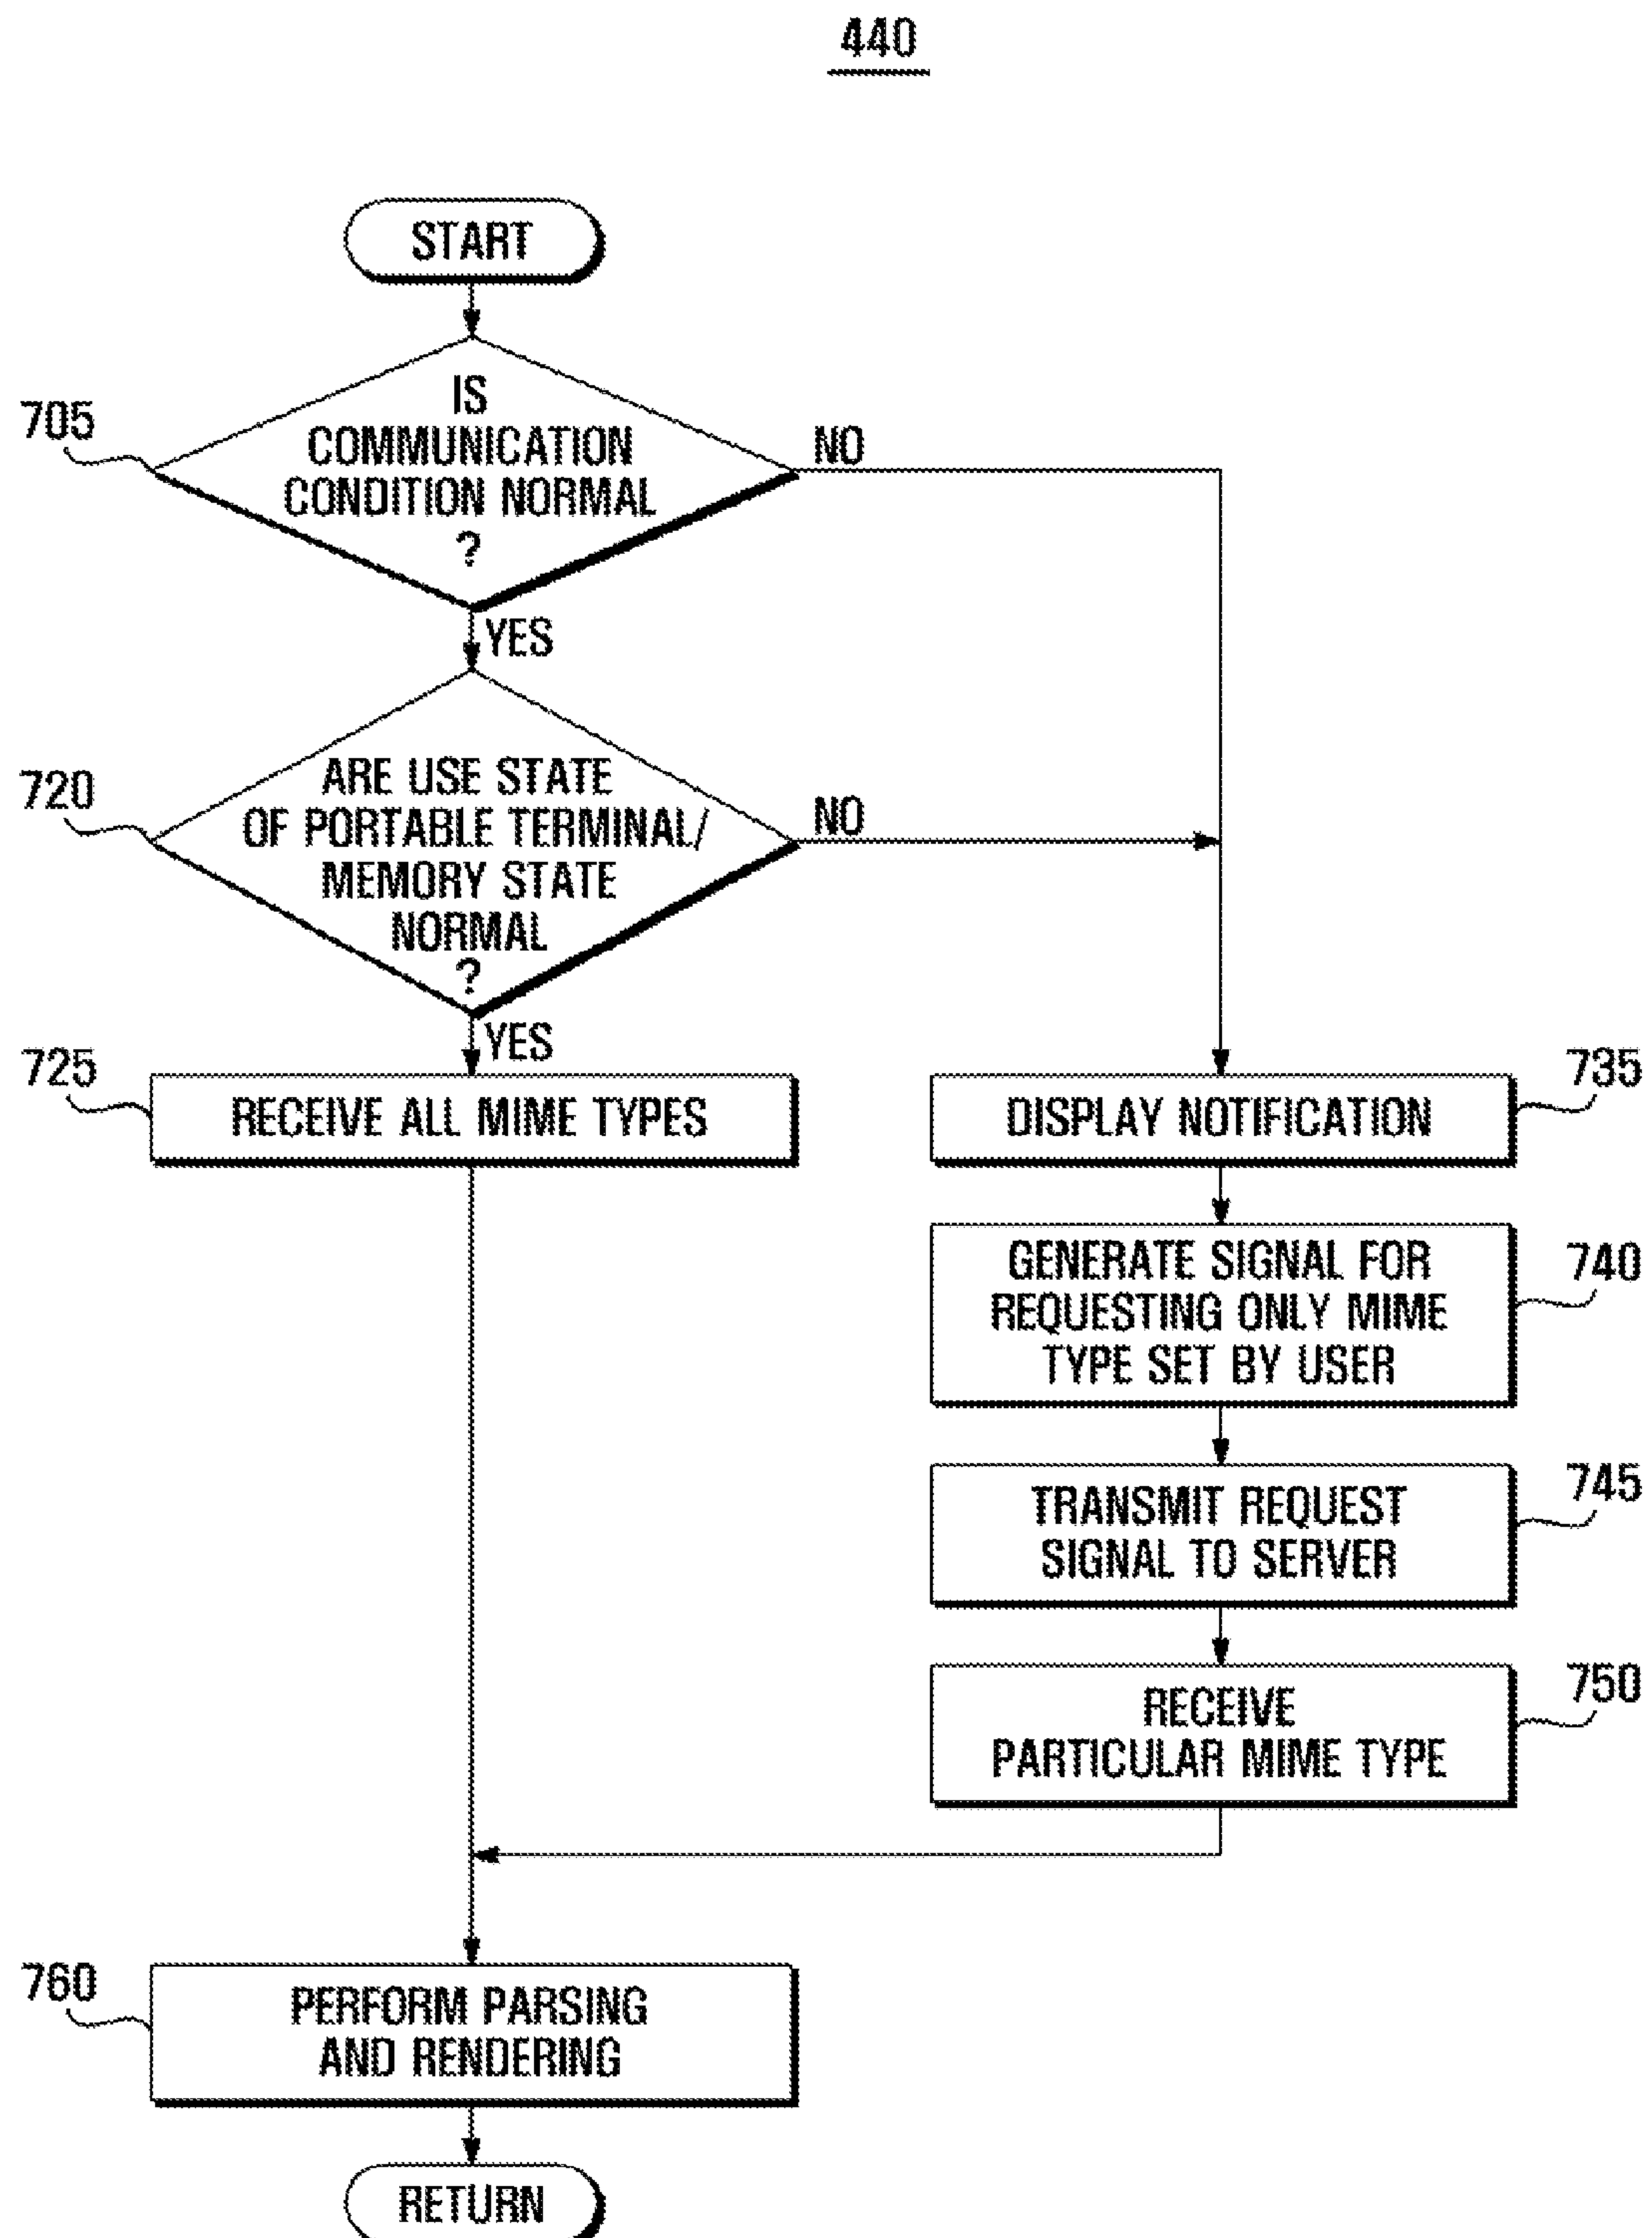 440
START
705
IS
COMMUNICATION
CONDITION NORMAL
?
NO
YES
720
ARE USE STATE
OF PORTABLE TERMINAL/
MEMORY STATE
NORMAL
?
NO
YES
725
RECEIVE ALL MIME TYPES
735
DISPLAY NOTIFICATION
740
GENERATE SIGNAL FOR
REQUESTING ONLY MIME
TYPE SET BY USER
745
TRANSMIT REQUEST
SIGNAL TO SERVER
750
RECEIVE
PARTICULAR MIME TYPE
760
PERFORM PARSING
AND RENDERING
RETURN